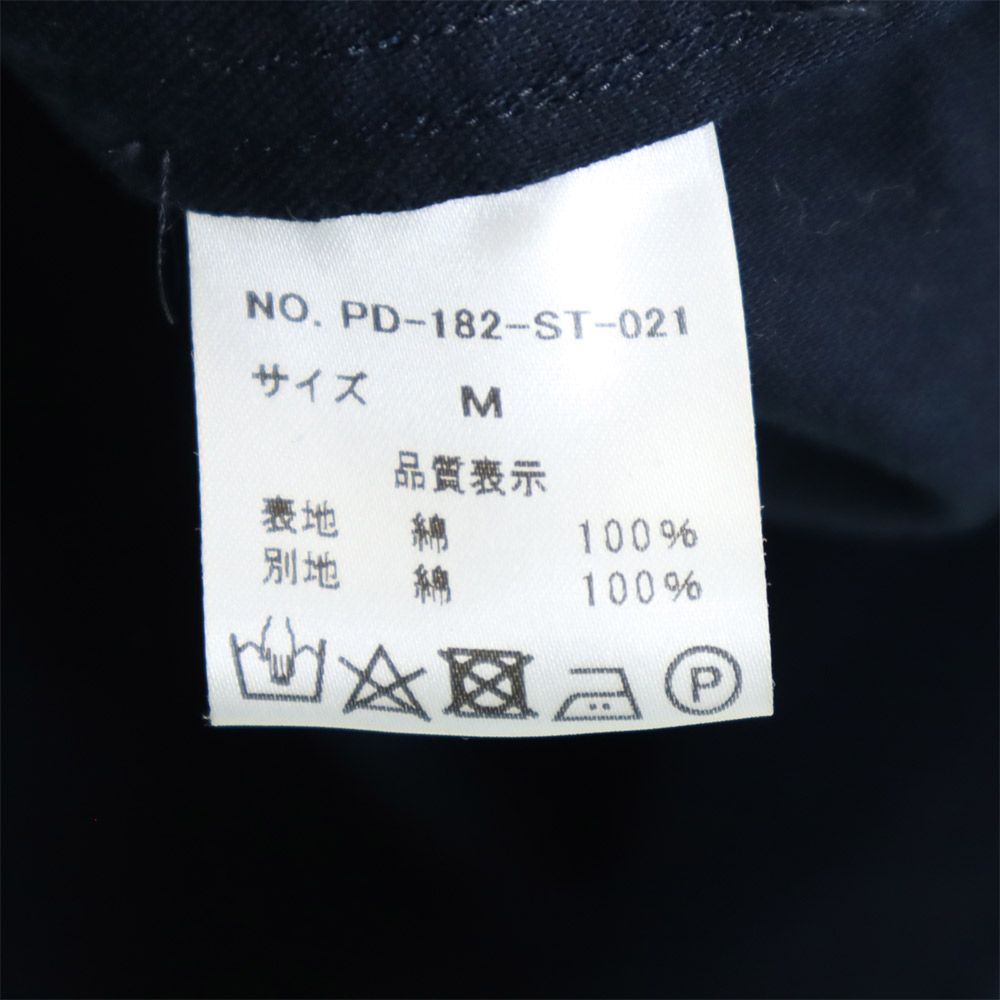 NO. PD-182-ST-021
サイズ M
品質表示
表地 綿 100%
別地 綿 100%
P